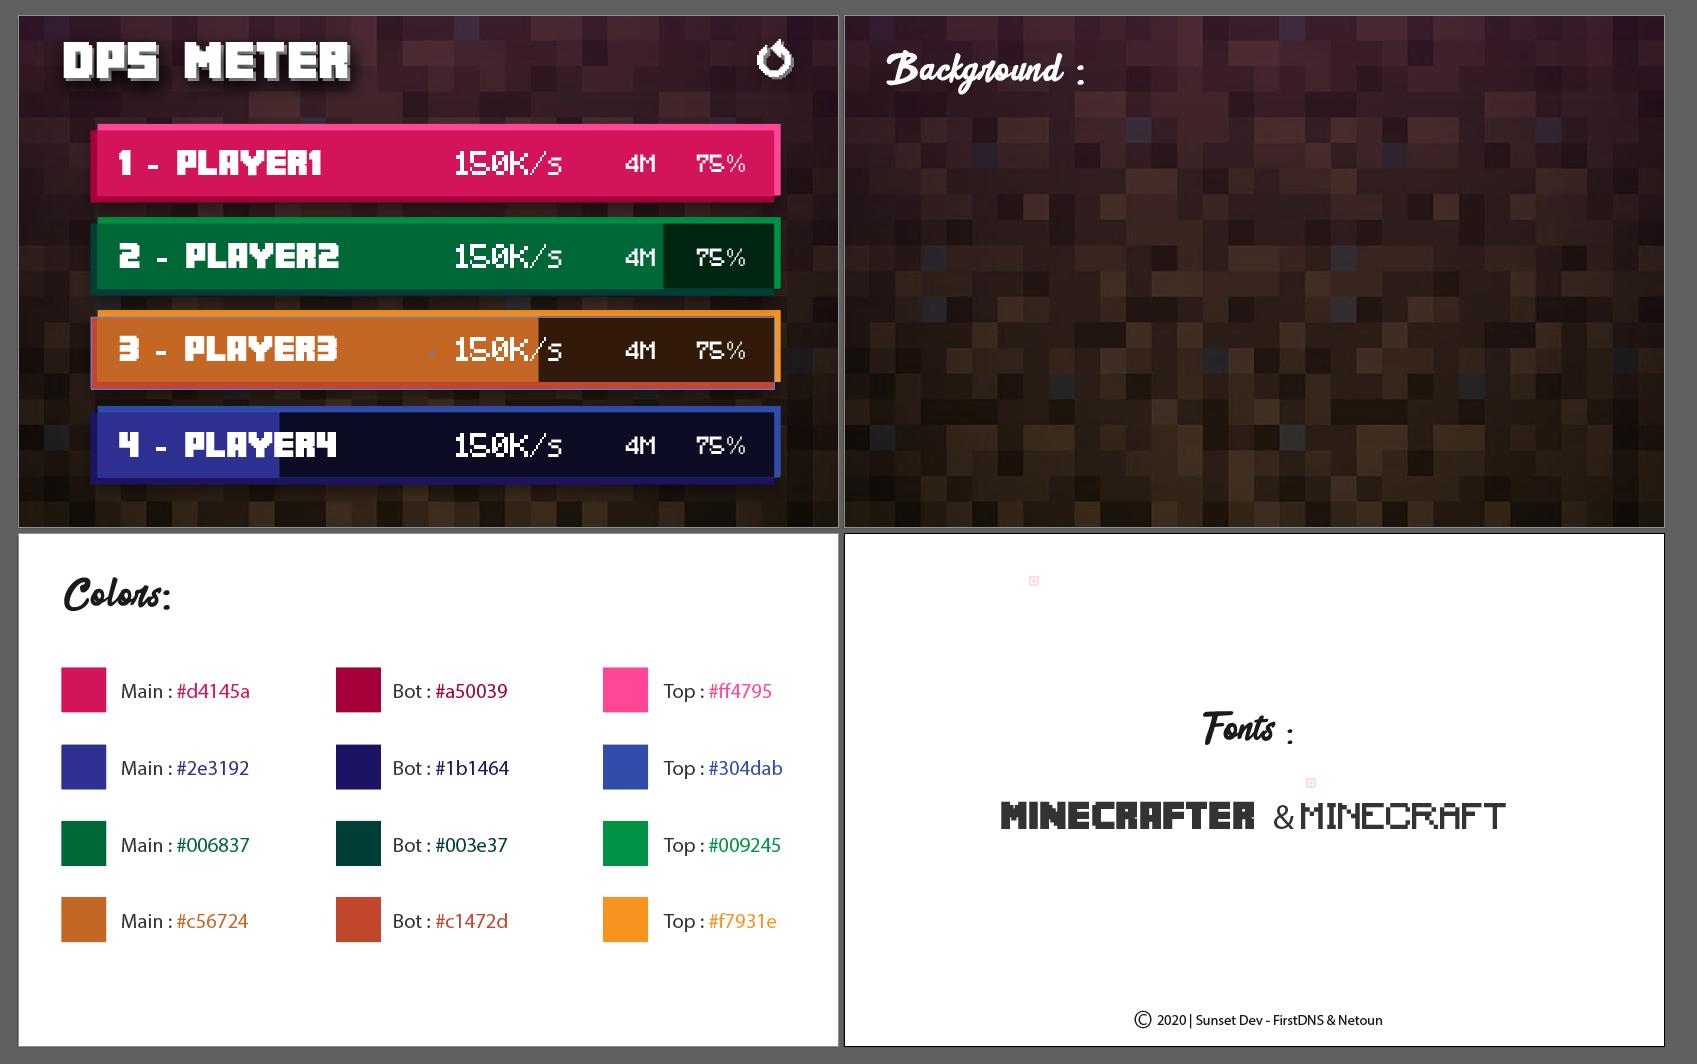 DPS METER
1 - PLAYER1 150K/s 4M 75%
2 - PLAYER2 150K/s 4M 75%
3 - PLAYER3 150K/s 4M 75%
4 - PLAYER4 150K/s 4M 75%
Background :
Colors:
Main : #d4145a Bot : #a50039 Top : #ff4795
Main : #2e3192 Bot : #1b1464 Top : #304dab
Main : #006837 Bot : #003e37 Top : #009245
Main : #c56724 Bot : #c1472d Top : #f7931e
Fonts :
MINECRAFTER & MINECRAFT
© 2020 | Sunset Dev - FirstDNS & Netoun